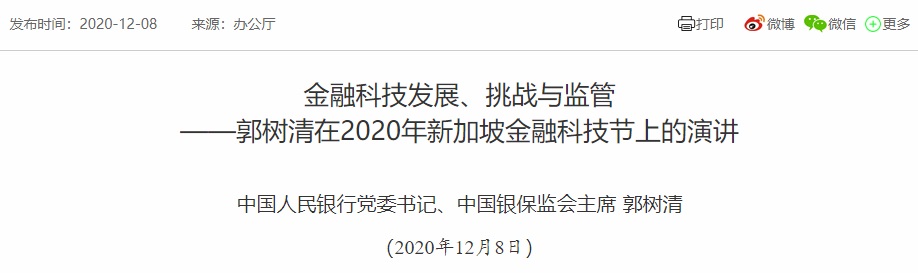 发布时间：2020-12-08 来源：办公厅 打印 微博 微信 更多
金融科技发展、挑战与监管
——郭树清在2020年新加坡金融科技节上的演讲
中国人民银行党委书记、中国银保监会主席 郭树清
（2020年12月8日）